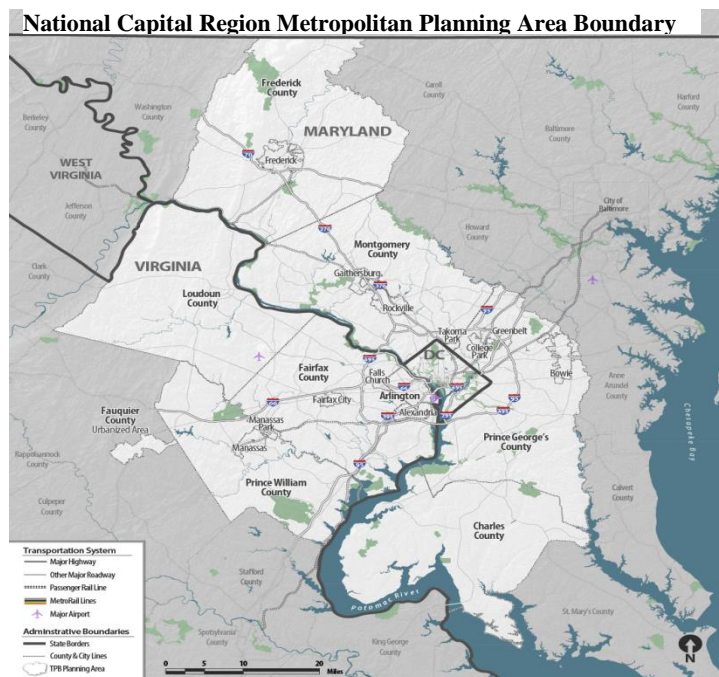 National Capital Region Metropolitan Planning Area Boundary
Frederick
County
Carroll
County
Harford
County
Washington
County
Berkeley
County
MARYLAND
Baltimore
County
Frederick
WEST
VIRGINIA
Jefferson
County
City of
Baltimore
Howard
County
270
Montgomery
County
Clark
County
VIRGINIA
Gaithersburg
270
Loudoun
County
Rockville
95
Takoma
Park
Greenbelt
College
Park
DC
Fairfax
County
Falls
Church
Bowie
Anne
Arundel
County
Arlington
Fairfax City
Fauquier
County
Urbanized Area
Alexandria
Manassas
Park
Manassas
Prince George's
County
Chesapeke Bay
Rappahannock
County
95
Prince William
County
Calvert
County
Culpeper
County
Charles
County
Stafford
County
Potomac River
St. Mary's County
Spotsylvania
County
King George
County
Transportation System
Major Highway
Other Major Roadway
Passenger Rail Line
MetroRail Lines
Major Airport
Adminstrative Boundaries
State Borders
County & City Lines
TPB Planning Area
0 5 10 20
Miles
N